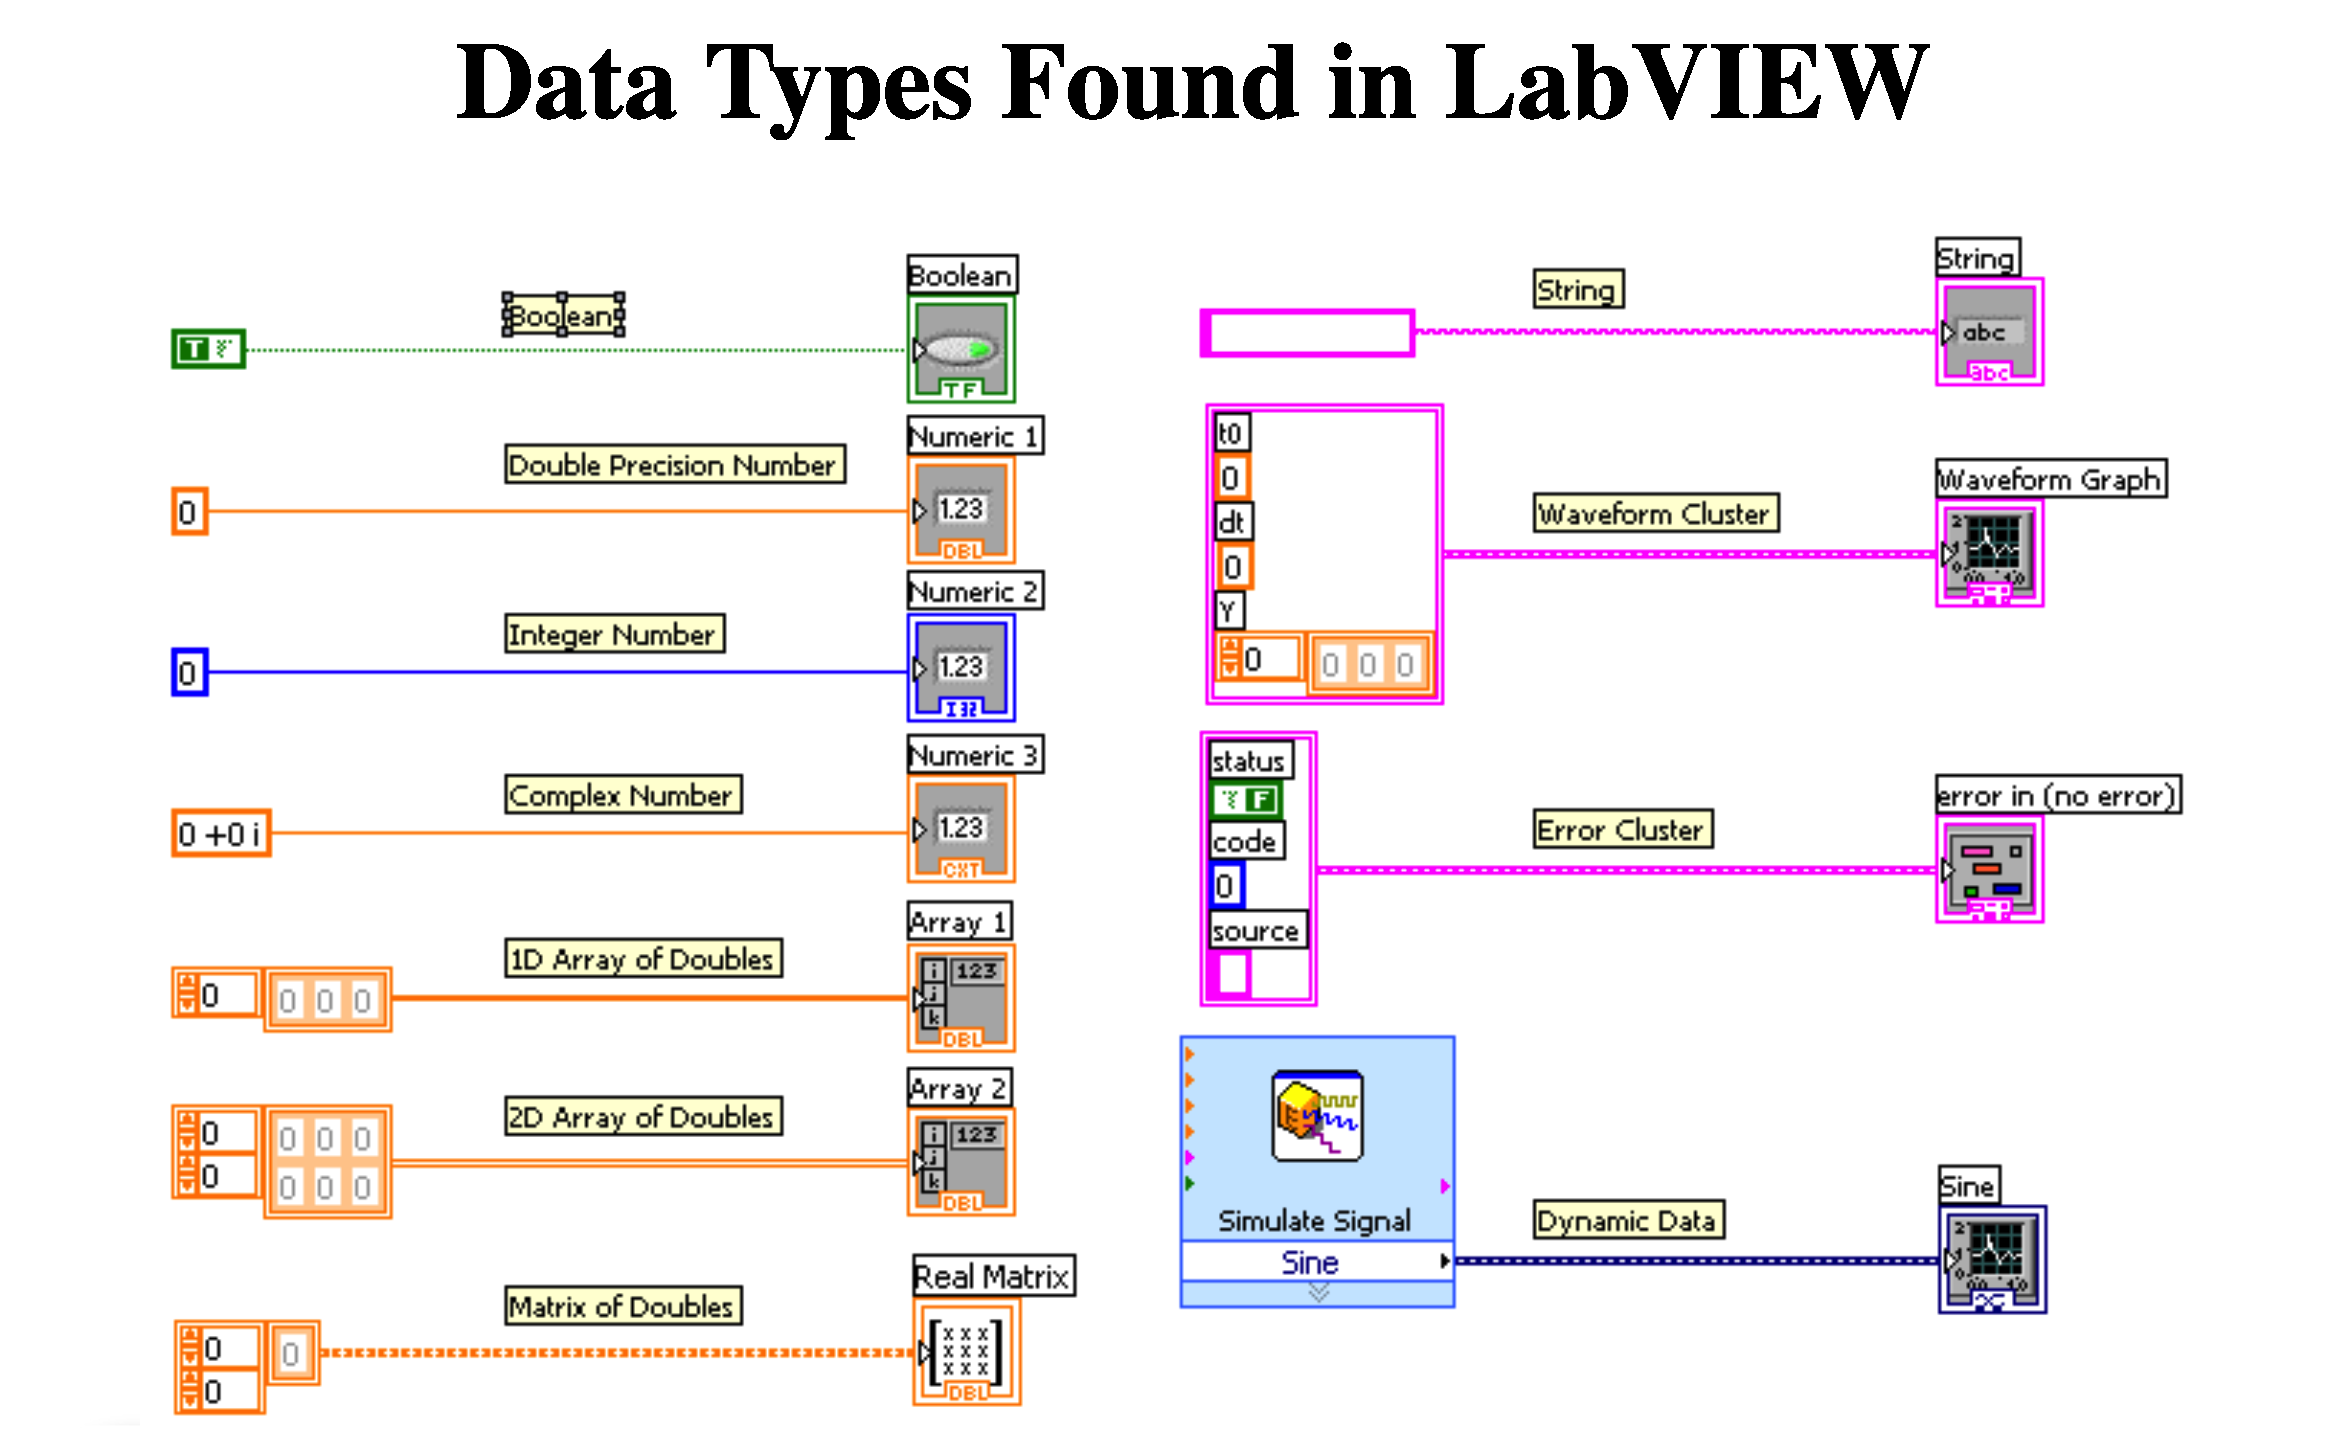 Data Types Found in LabVIEW
Boolean
T
Boolean
TF
Double Precision Number
0
Numeric 1
1.23
DBL
Integer Number
0
Numeric 2
1.23
I32
Complex Number
0 +0 i
Numeric 3
1.23
CXT
1D Array of Doubles
0
0 0 0
Array 1
i
123
j
k
DBL
2D Array of Doubles
0
0
0 0 0
0 0 0
Array 2
i
123
j
k
DBL
Matrix of Doubles
0
0
0
Real Matrix
x x x
x x x
x x x
DBL
String
String
abc
abc
t0
0
dt
0
Y
0
0 0 0
Waveform Cluster
Waveform Graph
status
F
code
0
source
Error Cluster
error in (no error)
Simulate Signal
Sine
Dynamic Data
Sine